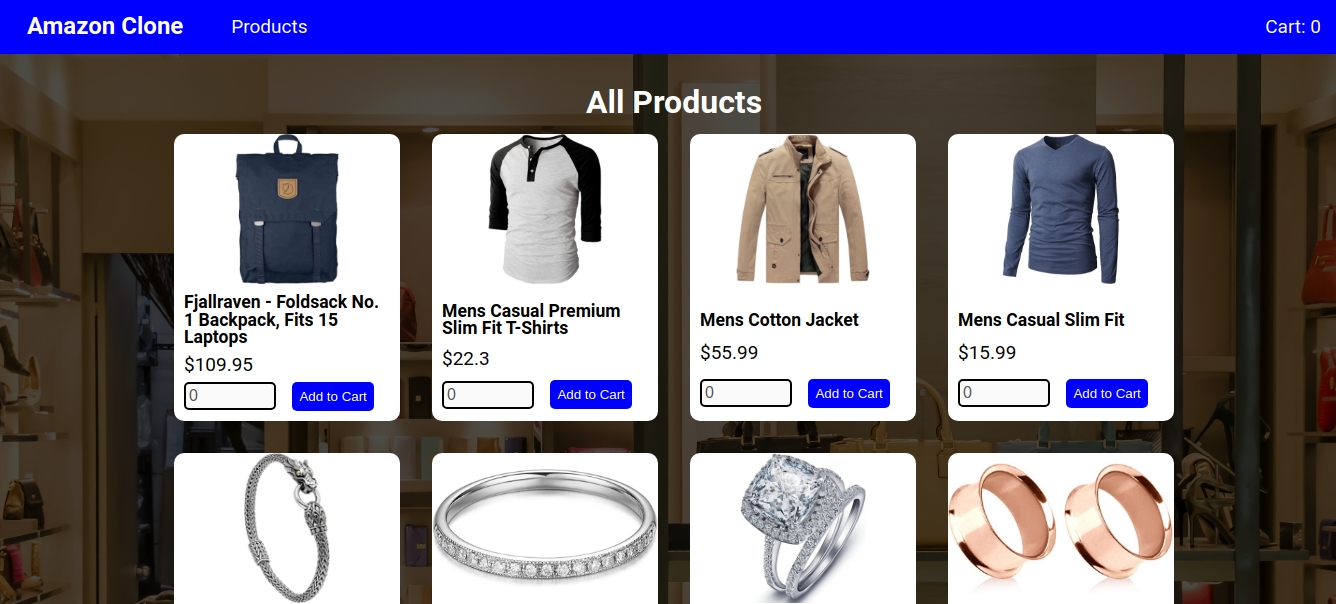 Amazon Clone Products Cart: 0
All Products
Fjallraven - Foldsack No.
1 Backpack, Fits 15
Laptops
$109.95
0 Add to Cart
Mens Casual Premium
Slim Fit T-Shirts
$22.3
0 Add to Cart
Mens Cotton Jacket
$55.99
0 Add to Cart
Mens Casual Slim Fit
$15.99
0 Add to Cart